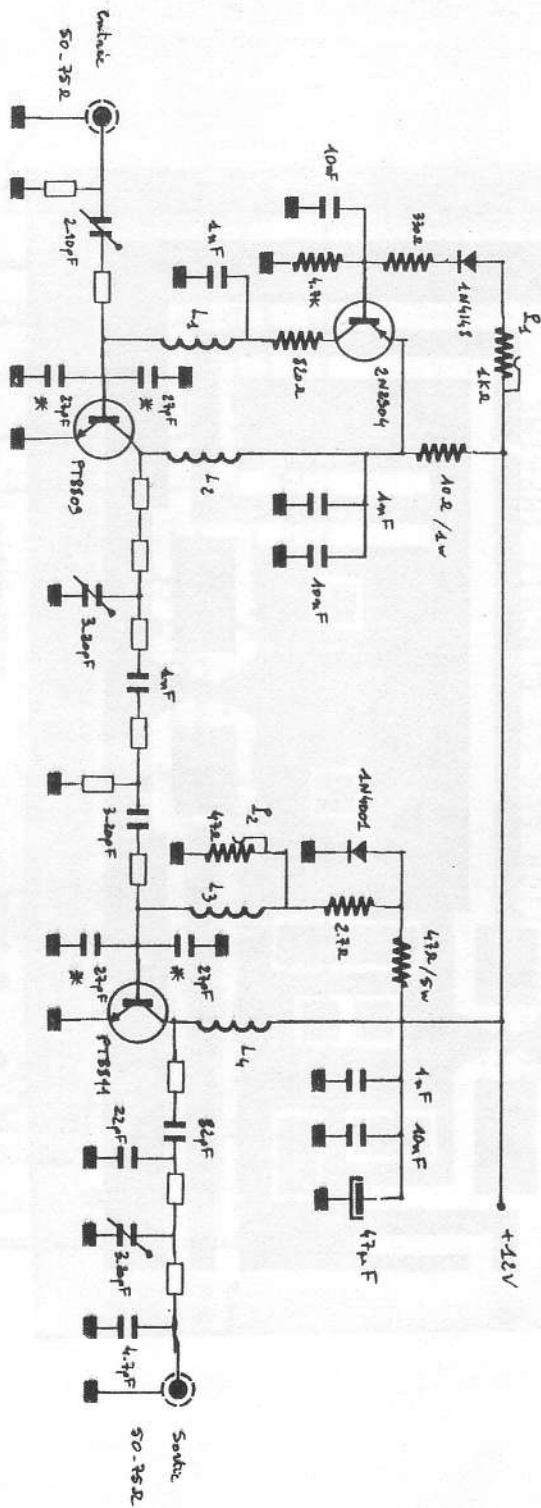 Entrée
50-75Ω
2-10pF
10nF
1nF
4.7K
330Ω
1N4148
P1
1KΩ
L1
820Ω
2N2904
27pF
*
27pF
*
PT8809
L2
10Ω/1W
1nF
10nF
3-20pF
1nF
3-20pF
47Ω
P2
L3
1N4001
2.7Ω
47Ω/5W
27pF
*
27pF
*
PT8811
L4
82pF
22pF
3-20pF
4.7pF
1nF
10nF
47µF
+12V
Sortie
50-75Ω